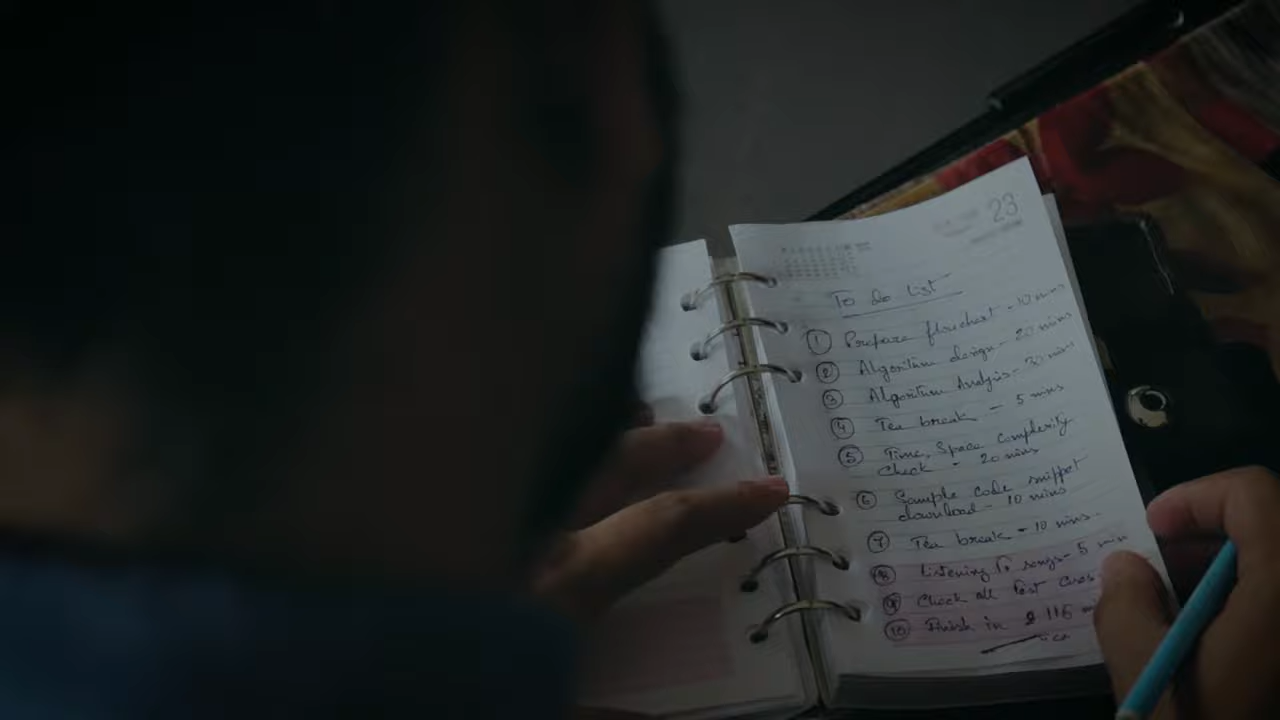 23
To do list
① Prepare flowchart - 10 mins
② Algorithm design - 20 mins
③ Algorithm Analysis - 30 mins
④ Tea break - 5 mins
⑤ Time, Space complexity
check - 20 mins
⑥ Sample code snippet
download - 10 mins
⑦ Tea break - 10 mins.
⑧ Listening to songs - 5 min
⑨ Check all
⑩ Finish in 115